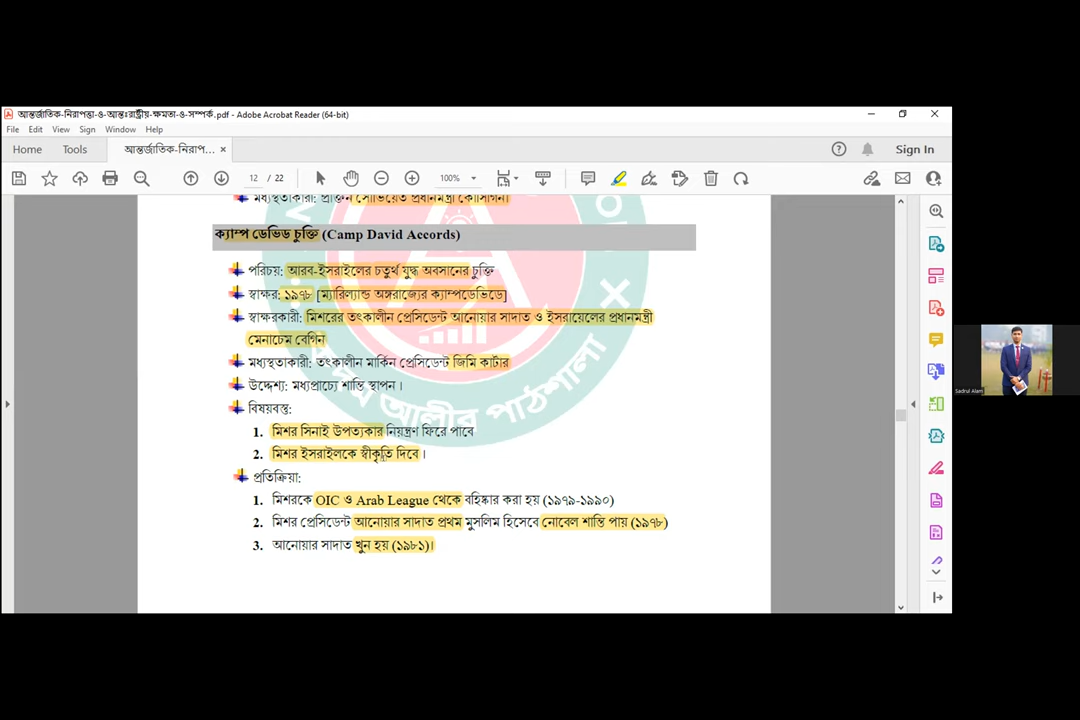 আন্তর্জাতিক-নিরাপত্তা-ও-আন্তঃরাষ্ট্রীয়-ক্ষমতা-ও-সম্পর্ক.pdf - Adobe Acrobat Reader (64-bit)
File Edit View Sign Window Help
Home Tools আন্তর্জাতিক-নিরাপ... × Sign In
12 / 22 100%
মধ্যস্থতাকারী: প্রাক্তন সোভিয়েত প্রধানমন্ত্রী কোসিগিন।
ক্যাম্প ডেভিড চুক্তি (Camp David Accords)
পরিচয়: আরব-ইসরাইলের চতুর্থ যুদ্ধ অবসানের চুক্তি
স্বাক্ষর: ১৯৭৮ [ম্যারিল্যান্ড অঙ্গরাজ্যের ক্যাম্পডেভিডে]
স্বাক্ষরকারী: মিশরের তৎকালীন প্রেসিডেন্ট আনোয়ার সাদাত ও ইসরায়েলের প্রধানমন্ত্রী
মেনাচেম বেগিন
মধ্যস্থতাকারী: তৎকালীন মার্কিন প্রেসিডেন্ট জিমি কার্টার
উদ্দেশ্য: মধ্যপ্রাচ্যে শান্তি স্থাপন।
বিষয়বস্তু:
1. মিশর সিনাই উপত্যকার নিয়ন্ত্রণ ফিরে পাবে
2. মিশর ইসরাইলকে স্বীকৃতি দিবে।
প্রতিক্রিয়া:
1. মিশরকে OIC ও Arab League থেকে বহিষ্কার করা হয় (১৯৭৯-১৯৯০)
2. মিশর প্রেসিডেন্ট আনোয়ার সাদাত প্রথম মুসলিম হিসেবে নোবেল শান্তি পায় (১৯৭৮)
3. আনোয়ার সাদাত খুন হয় (১৯৮১)।
Sadrul Alam